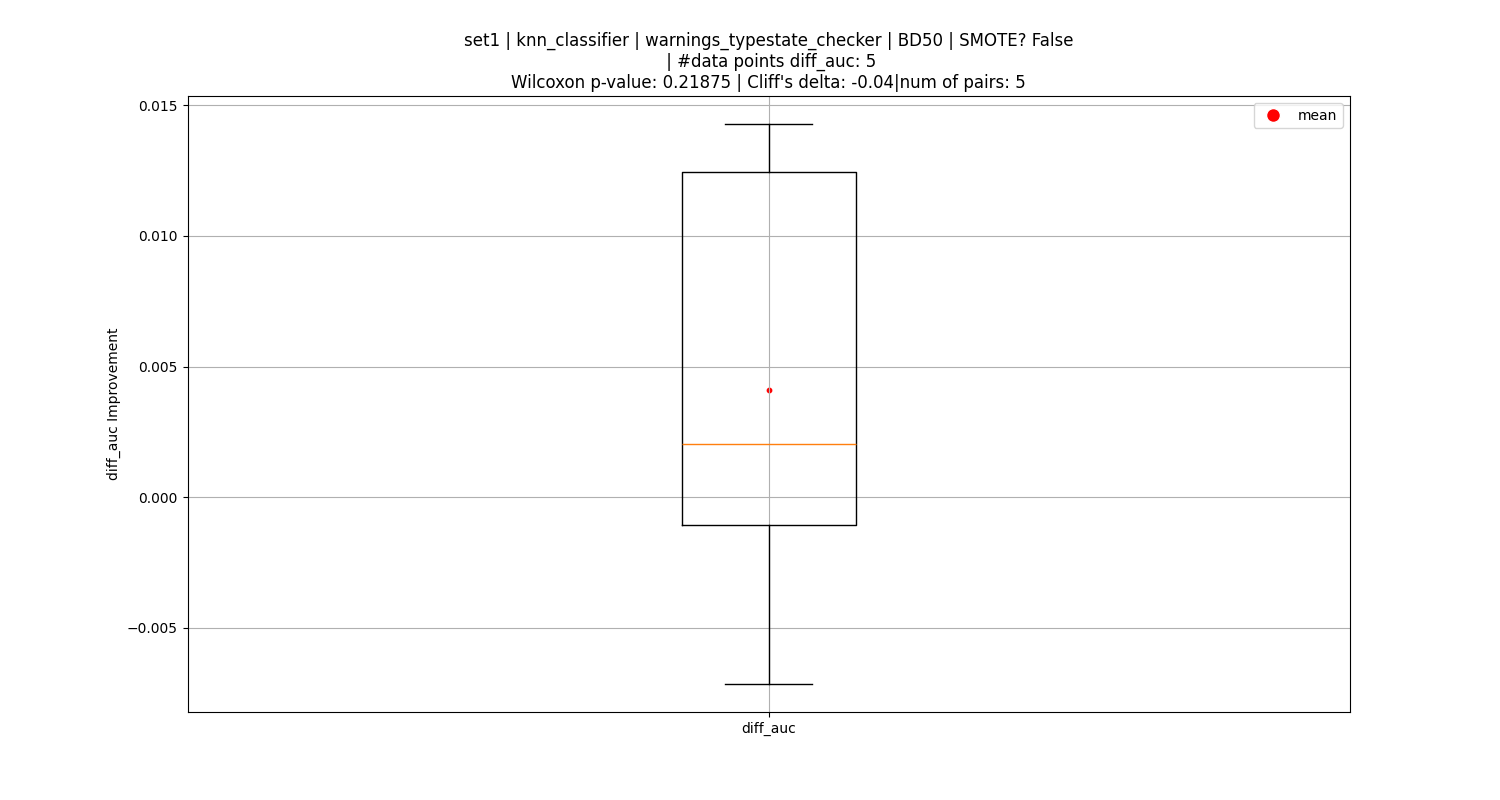 set1 | knn_classifier | warnings_typestate_checker | BD50 | SMOTE? False
| #data points diff_auc: 5
Wilcoxon p-value: 0.21875 | Cliff's delta: -0.04|num of pairs: 5
mean
0.015
0.010
0.005
0.000
−0.005
diff_auc Improvement
diff_auc